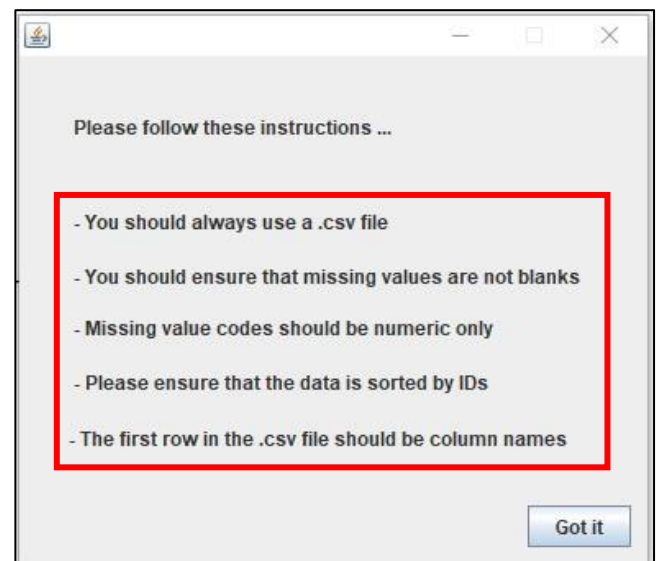 Please follow these instructions ...
- You should always use a .csv file
- You should ensure that missing values are not blanks
- Missing value codes should be numeric only
- Please ensure that the data is sorted by IDs
- The first row in the .csv file should be column names
Got it